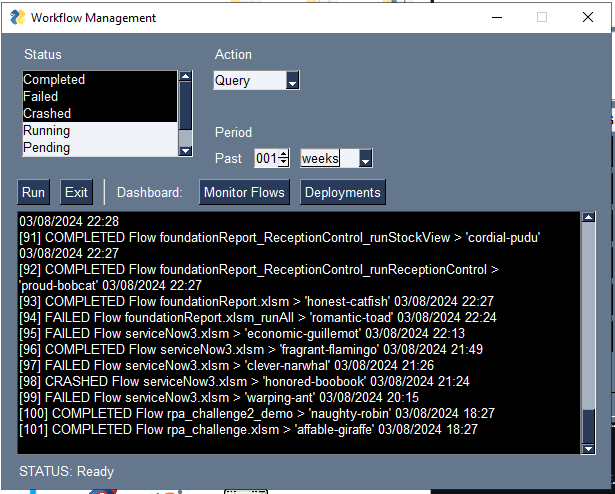 Workflow Management
Status
Action
Completed
Failed
Crashed
Running
Pending
Query
Period
Past 001 weeks
Run Exit Dashboard: Monitor Flows Deployments
03/08/2024 22:28
[91] COMPLETED Flow foundationReport_ReceptionControl_runStockView > 'cordial-pudu'
03/08/2024 22:27
[92] COMPLETED Flow foundationReport_ReceptionControl_runReceptionControl >
'proud-bobcat' 03/08/2024 22:27
[93] COMPLETED Flow foundationReport.xlsm > 'honest-catfish' 03/08/2024 22:27
[94] FAILED Flow foundationReport.xlsm_runAll > 'romantic-toad' 03/08/2024 22:24
[95] FAILED Flow serviceNow3.xlsm > 'economic-guillemot' 03/08/2024 22:13
[96] COMPLETED Flow serviceNow3.xlsm > 'fragrant-flamingo' 03/08/2024 21:49
[97] FAILED Flow serviceNow3.xlsm > 'clever-narwhal' 03/08/2024 21:26
[98] CRASHED Flow serviceNow3.xlsm > 'honored-boobook' 03/08/2024 21:24
[99] FAILED Flow serviceNow3.xlsm > 'warping-ant' 03/08/2024 20:15
[100] COMPLETED Flow rpa_challenge2_demo > 'naughty-robin' 03/08/2024 18:27
[101] COMPLETED Flow rpa_challenge.xlsm > 'affable-giraffe' 03/08/2024 18:27
STATUS: Ready